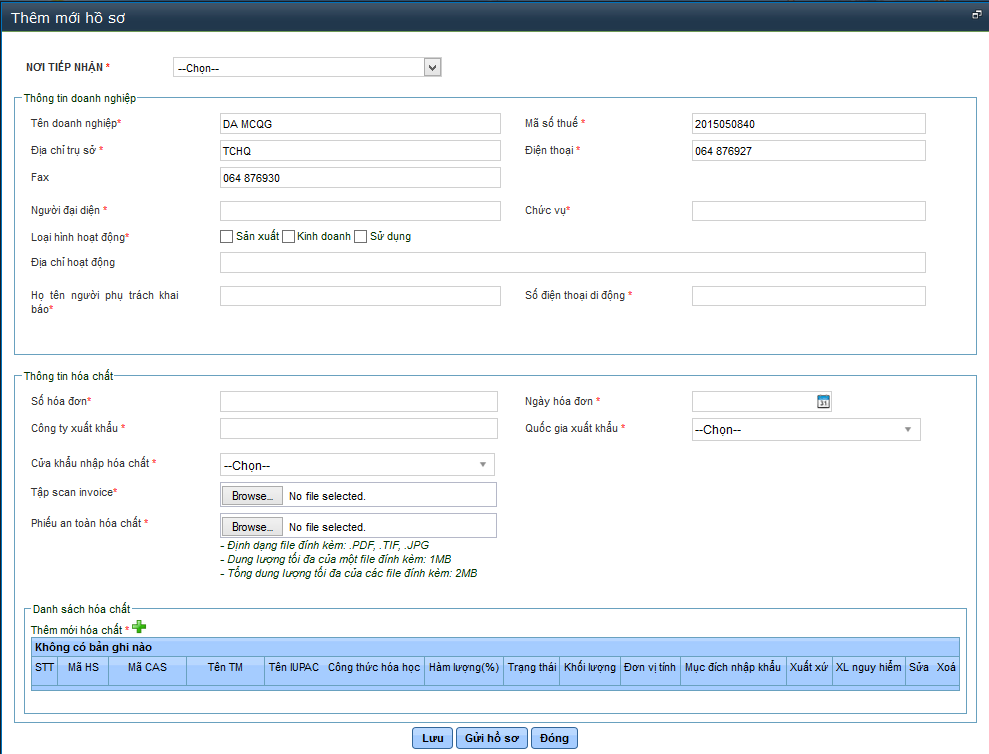 Thêm mới hồ sơ
NƠI TIẾP NHẬN * --Chọn--
Thông tin doanh nghiệp
Tên doanh nghiệp* DA MCQG Mã số thuế * 2015050840
Địa chỉ trụ sở * TCHQ Điện thoại * 064 876927
Fax 064 876930
Người đại diện * Chức vụ*
Loại hình hoạt động* Sản xuất Kinh doanh Sử dụng
Địa chỉ hoạt động
Họ tên người phụ trách khai Số điện thoại di động *
báo*
Thông tin hóa chất
Số hóa đơn* Ngày hóa đơn * 31
Công ty xuất khẩu * Quốc gia xuất khẩu * --Chọn--
Cửa khẩu nhập hóa chất * --Chọn--
Tập scan invoice* Browse... No file selected.
Phiếu an toàn hóa chất * Browse... No file selected.
- Định dạng file đính kèm: .PDF, .TIF, .JPG
- Dung lượng tối đa của một file đính kèm: 1MB
- Tổng dung lượng tối đa của các file đính kèm: 2MB
Danh sách hóa chất
Thêm mới hóa chất *
Không có bản ghi nào
STT Mã HS Mã CAS Tên TM Tên IUPAC Công thức hóa học Hàm lượng(%) Trạng thái Khối lượng Đơn vị tính Mục đích nhập khẩu Xuất xứ XL nguy hiểm Sửa Xoá
Lưu Gửi hồ sơ Đóng